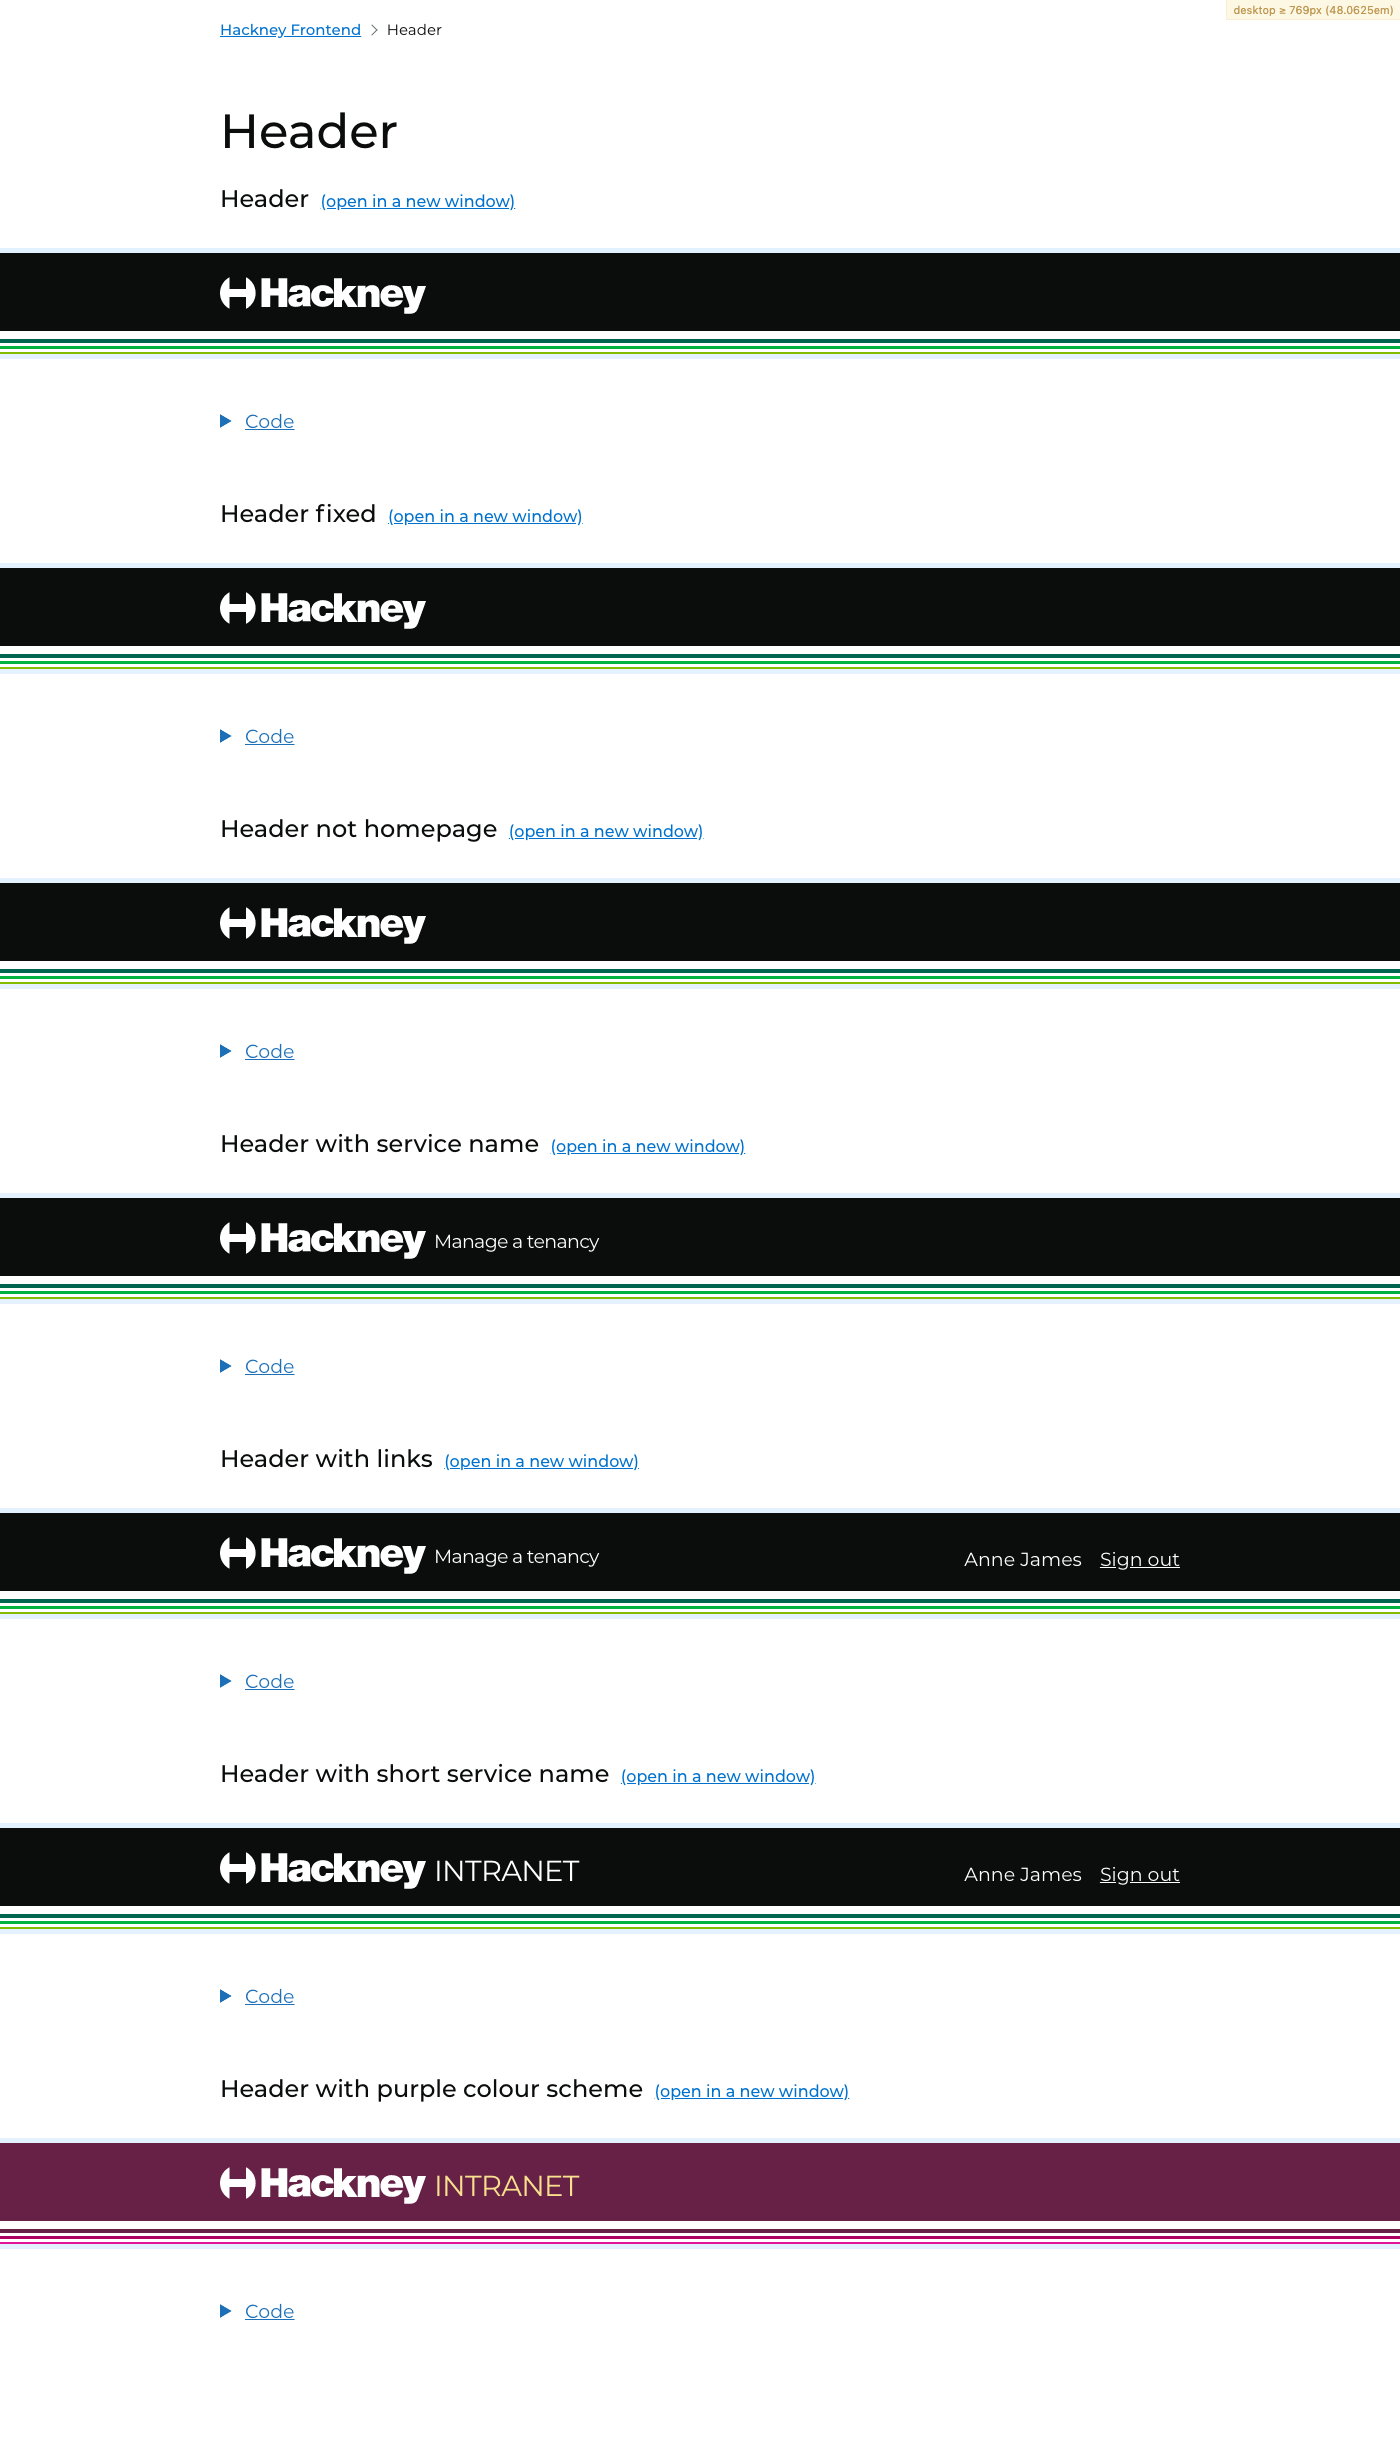 desktop ≥ 769px (48.0625em)
Hackney Frontend > Header
Header
Header (open in a new window)
Hackney
Code
Header fixed (open in a new window)
Hackney
Code
Header not homepage (open in a new window)
Hackney
Code
Header with service name (open in a new window)
Hackney Manage a tenancy
Code
Header with links (open in a new window)
Hackney Manage a tenancy Anne James Sign out
Code
Header with short service name (open in a new window)
Hackney INTRANET Anne James Sign out
Code
Header with purple colour scheme (open in a new window)
Hackney INTRANET
Code